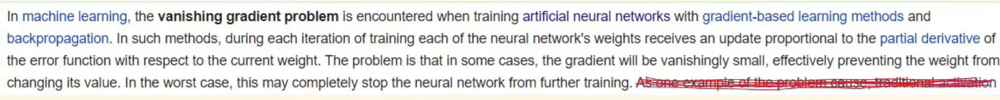 In machine learning, the vanishing gradient problem is encountered when training artificial neural networks with gradient-based learning methods and
backpropagation. In such methods, during each iteration of training each of the neural network's weights receives an update proportional to the partial derivative of
the error function with respect to the current weight. The problem is that in some cases, the gradient will be vanishingly small, effectively preventing the weight from
changing its value. In the worst case, this may completely stop the neural network from further training. As one example of the problem cause, traditional activation